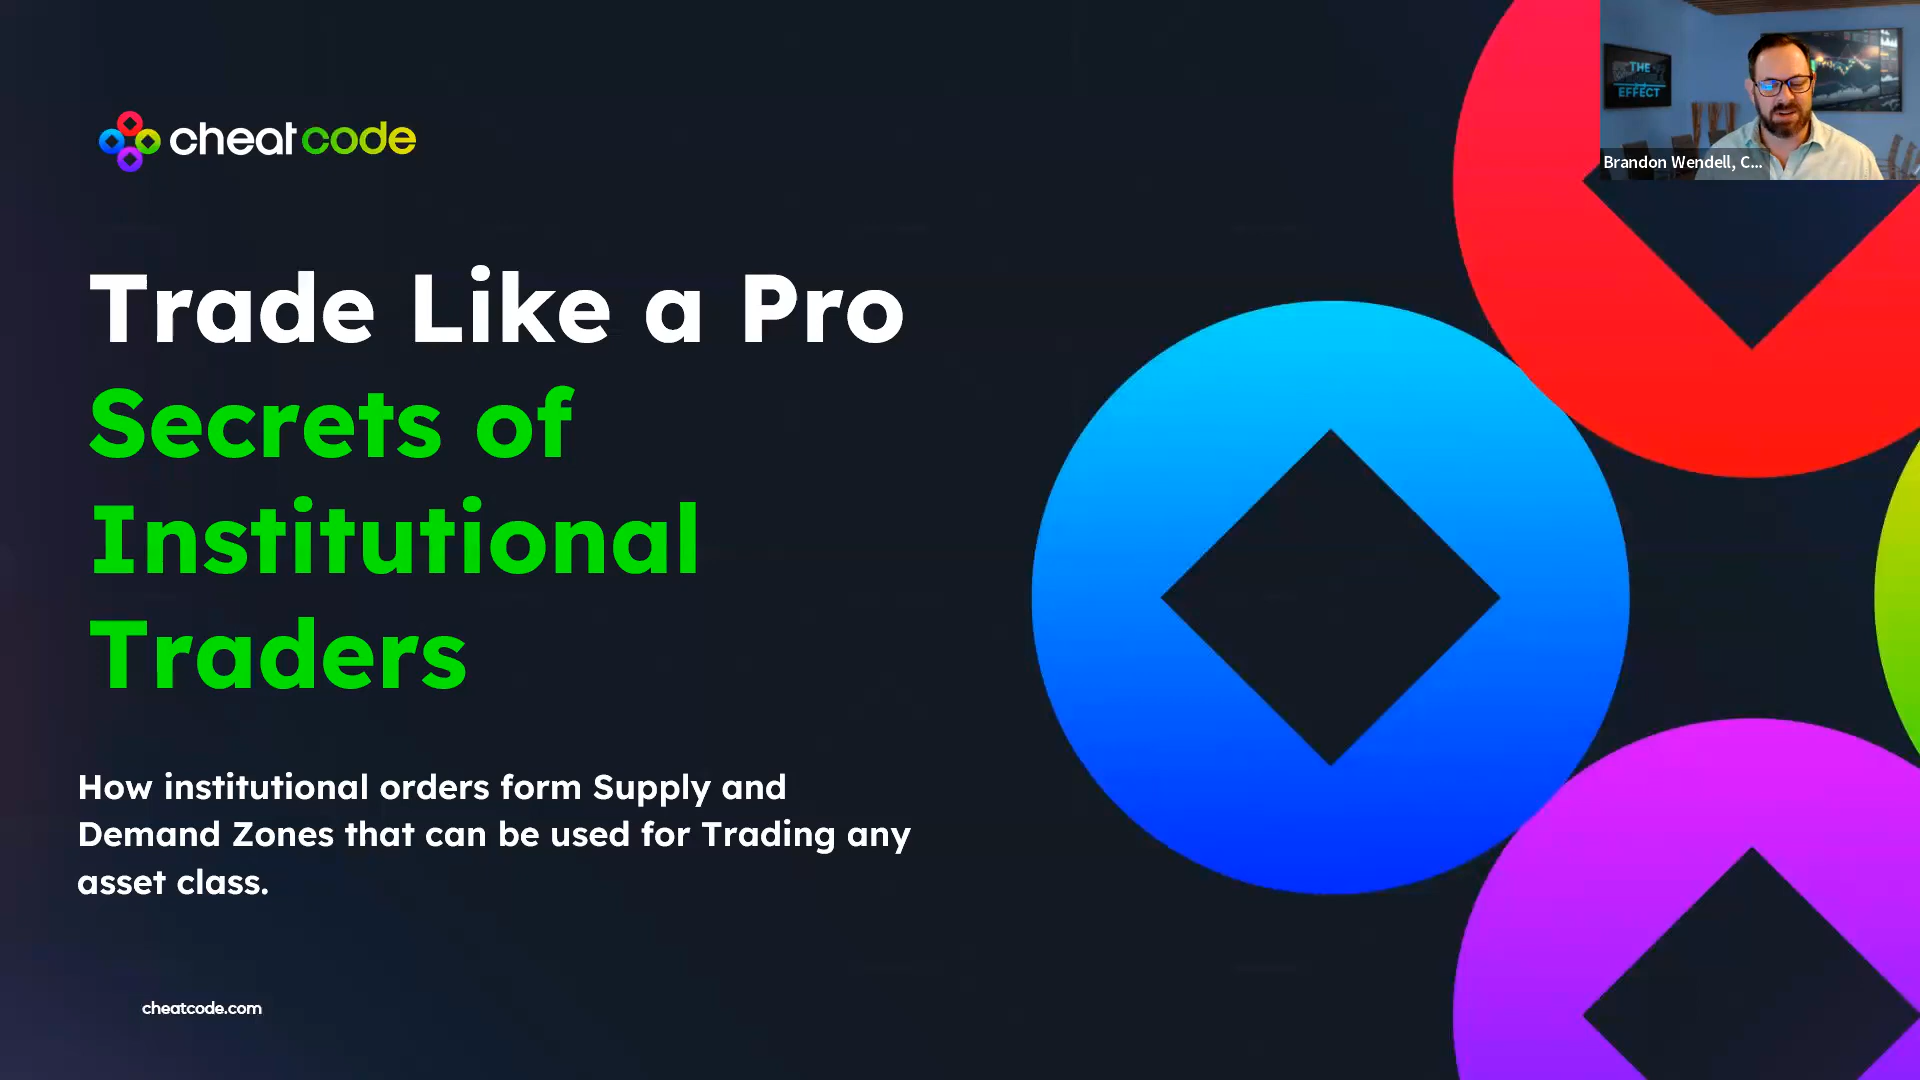 cheatcode
Trade Like a Pro
Secrets of
Institutional
Traders
How institutional orders form Supply and
Demand Zones that can be used for Trading any
asset class.
cheatcode.com
THE
EFFECT
Brandon Wendell, C...